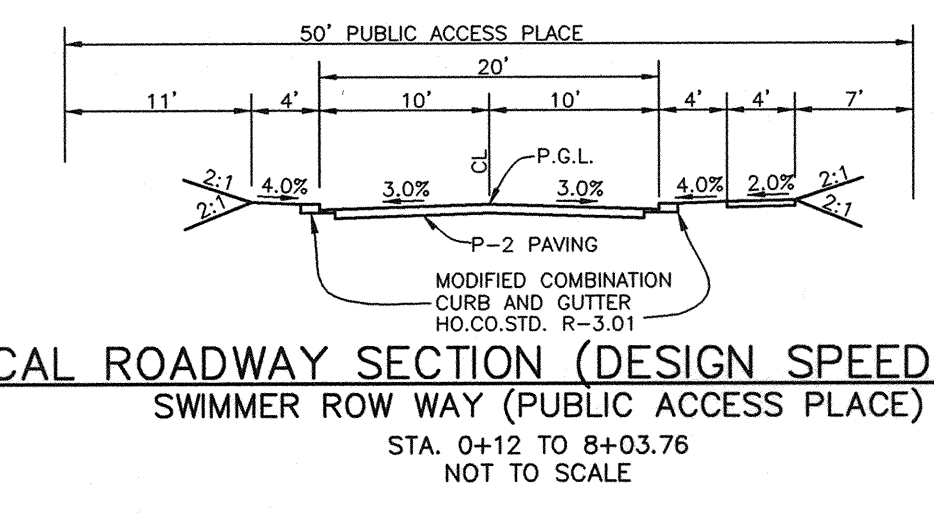 50' PUBLIC ACCESS PLACE
20'
11' 4' 10' 10' 4' 4' 7'
CL
P.G.L.
2:1 4.0% 3.0% 3.0% 4.0% 2.0% 2:1
2:1 2:1
P-2 PAVING
MODIFIED COMBINATION
CURB AND GUTTER
HO.CO.STD. R-3.01
CAL ROADWAY SECTION (DESIGN SPEED
SWIMMER ROW WAY (PUBLIC ACCESS PLACE)
STA. 0+12 TO 8+03.76
NOT TO SCALE